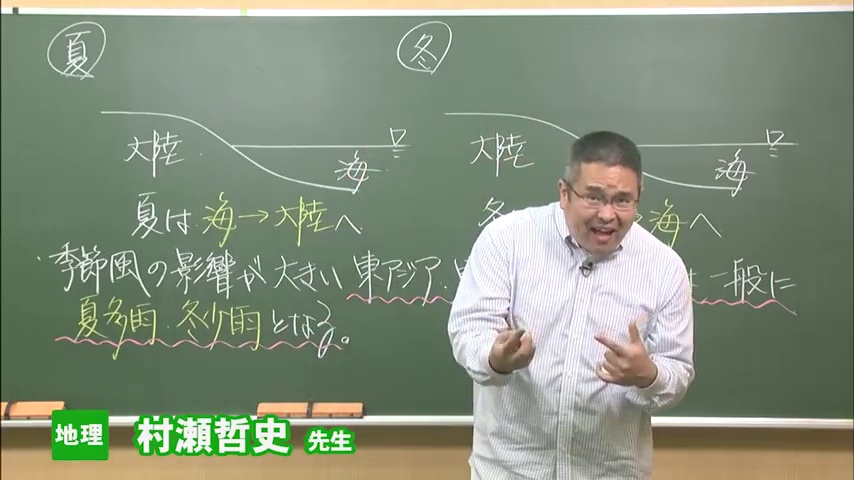 夏
冬
大陸
海
大陸
海
夏は 海→大陸へ
海へ
季節風の影響が大きい 東アジア
は一般に
夏多雨、冬少雨となる。
地理 村瀬哲史 先生